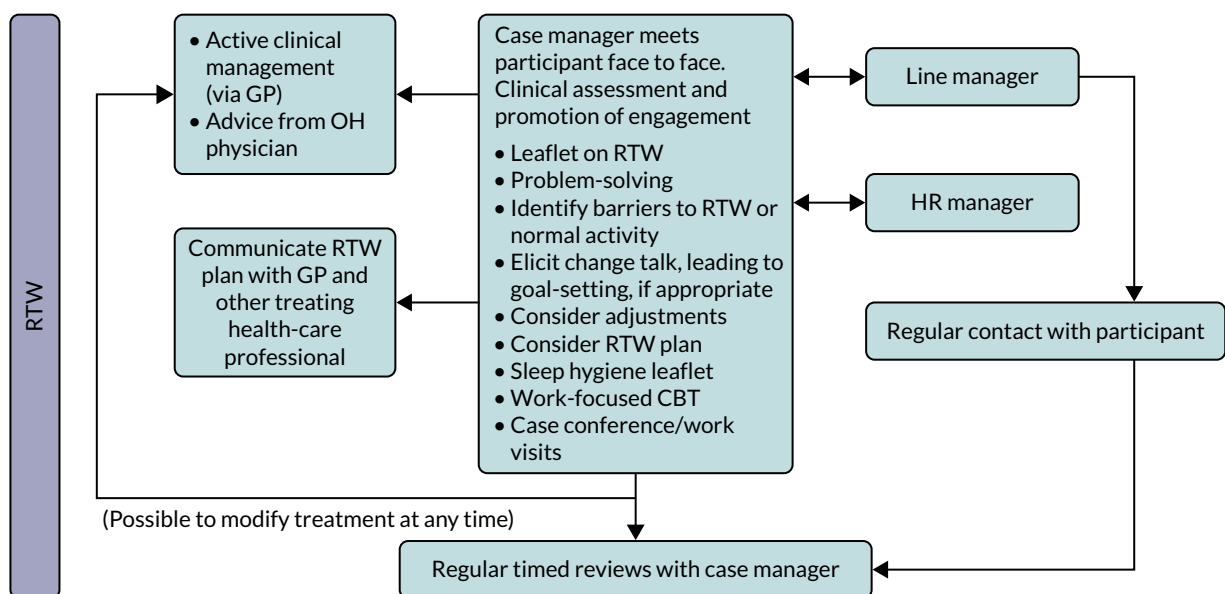 RTW
• Active clinical
management
(via GP)
• Advice from OH
physician
Communicate RTW
plan with GP and
other treating
health-care
professional
Case manager meets
participant face to face.
Clinical assessment and
promotion of engagement
• Leaflet on RTW
• Problem-solving
• Identify barriers to RTW or
normal activity
• Elicit change talk, leading to
goal-setting, if appropriate
• Consider adjustments
• Consider RTW plan
• Sleep hygiene leaflet
• Work-focused CBT
• Case conference/work
visits
Line manager
HR manager
Regular contact with participant
(Possible to modify treatment at any time)
Regular timed reviews with case manager